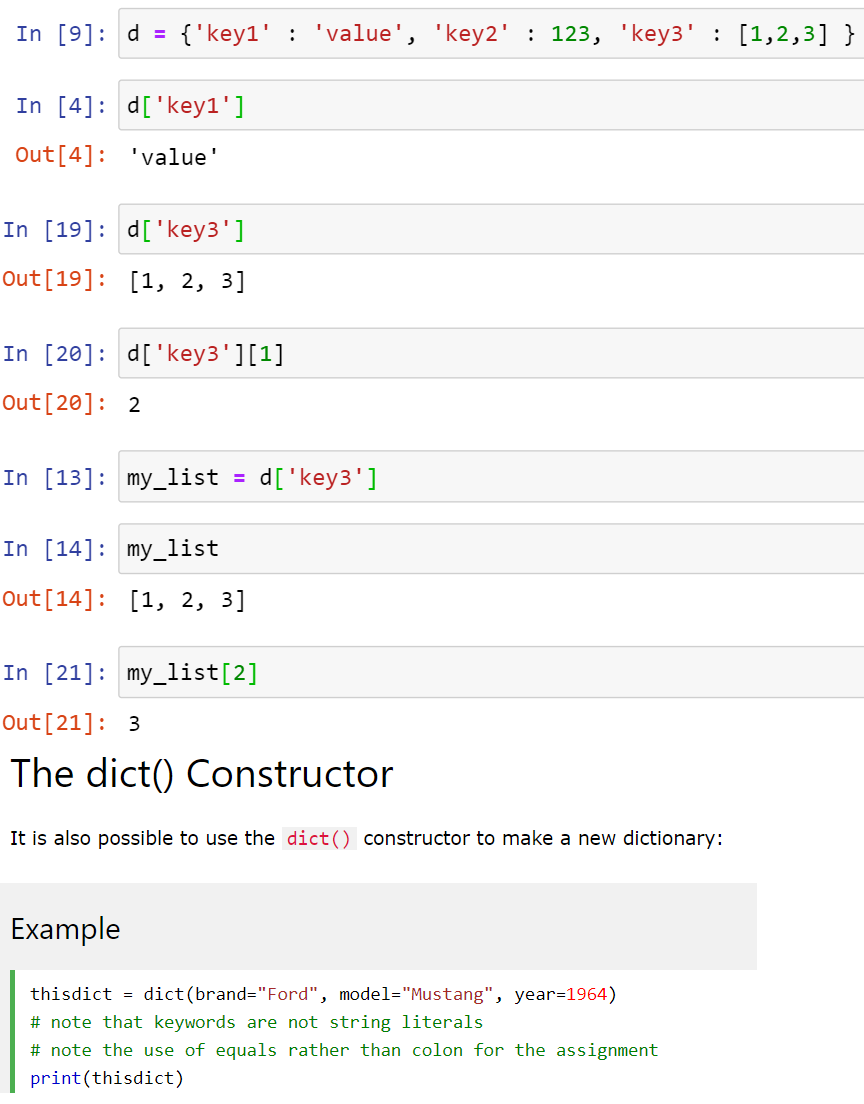 In [9]: d = {'key1' : 'value', 'key2' : 123, 'key3' : [1,2,3] }
In [4]: d['key1']
Out[4]: 'value'
In [19]: d['key3']
Out[19]: [1, 2, 3]
In [20]: d['key3'][1]
Out[20]: 2
In [13]: my_list = d['key3']
In [14]: my_list
Out[14]: [1, 2, 3]
In [21]: my_list[2]
Out[21]: 3
The dict() Constructor
It is also possible to use the dict() constructor to make a new dictionary:
Example
thisdict = dict(brand="Ford", model="Mustang", year=1964)
# note that keywords are not string literals
# note the use of equals rather than colon for the assignment
print(thisdict)